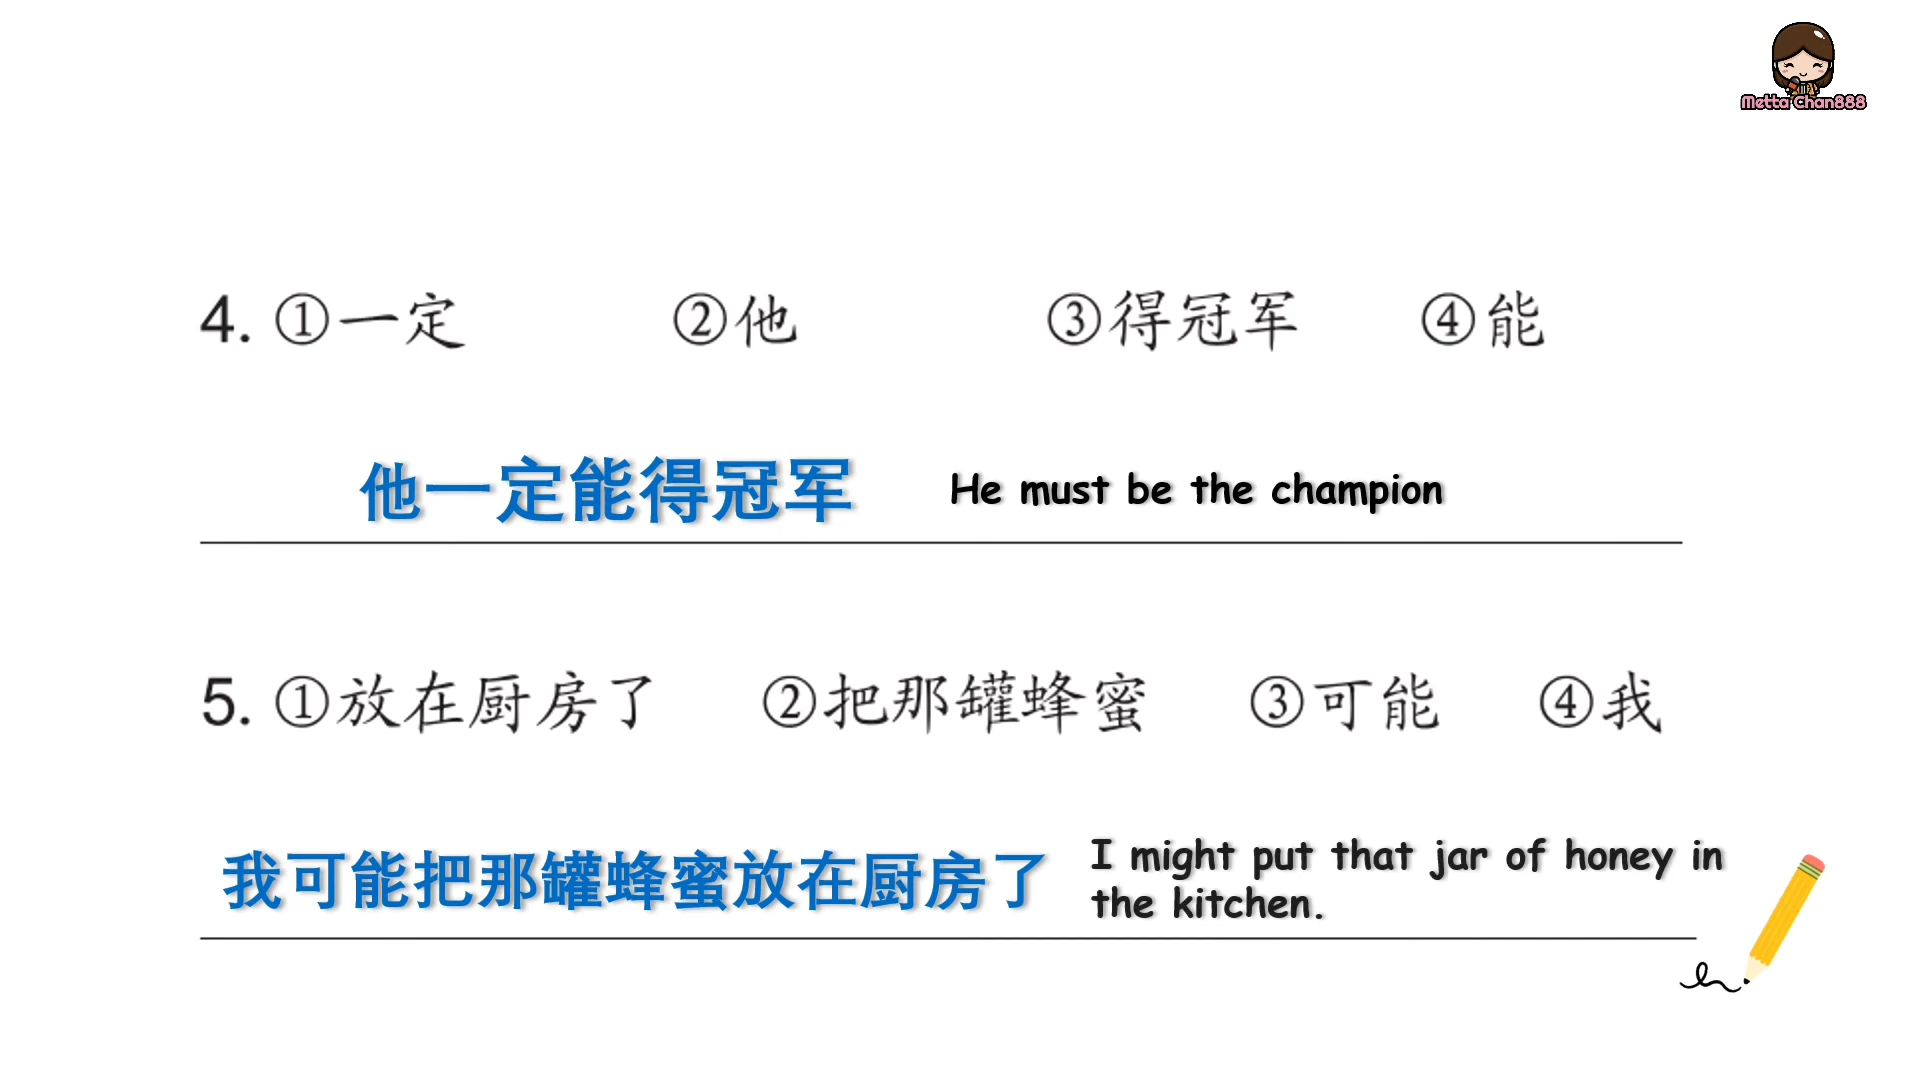 Metta Chan888
4. ①一定 ②他 ③得冠军 ④能
他一定能得冠军 He must be the champion
5. ①放在厨房了 ②把那罐蜂蜜 ③可能 ④我
我可能把那罐蜂蜜放在厨房了 I might put that jar of honey in
the kitchen.